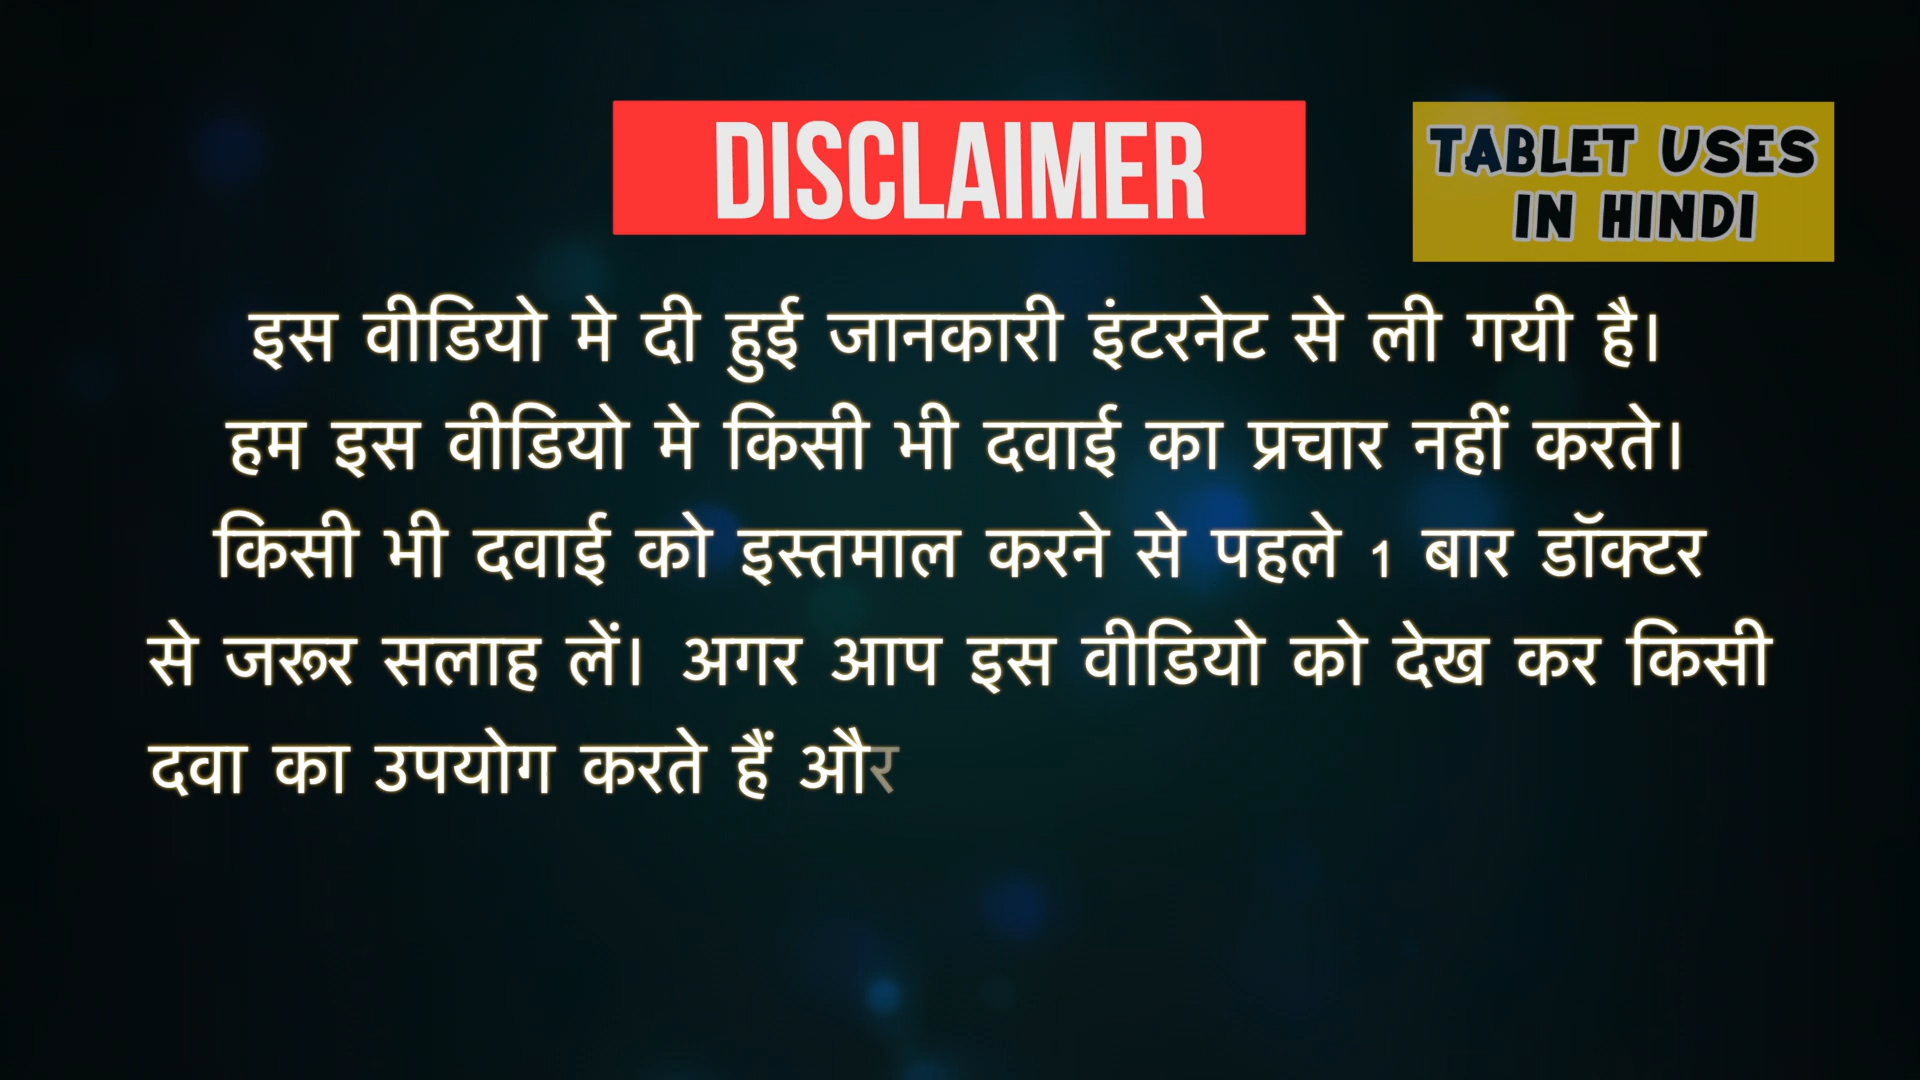 DISCLAIMER
TABLET USES
IN HINDI
इस वीडियो मे दी हुई जानकारी इंटरनेट से ली गयी है।
हम इस वीडियो मे किसी भी दवाई का प्रचार नहीं करते।
किसी भी दवाई को इस्तमाल करने से पहले 1 बार डॉक्टर
से जरूर सलाह लें। अगर आप इस वीडियो को देख कर किसी
दवा का उपयोग करते हैं और